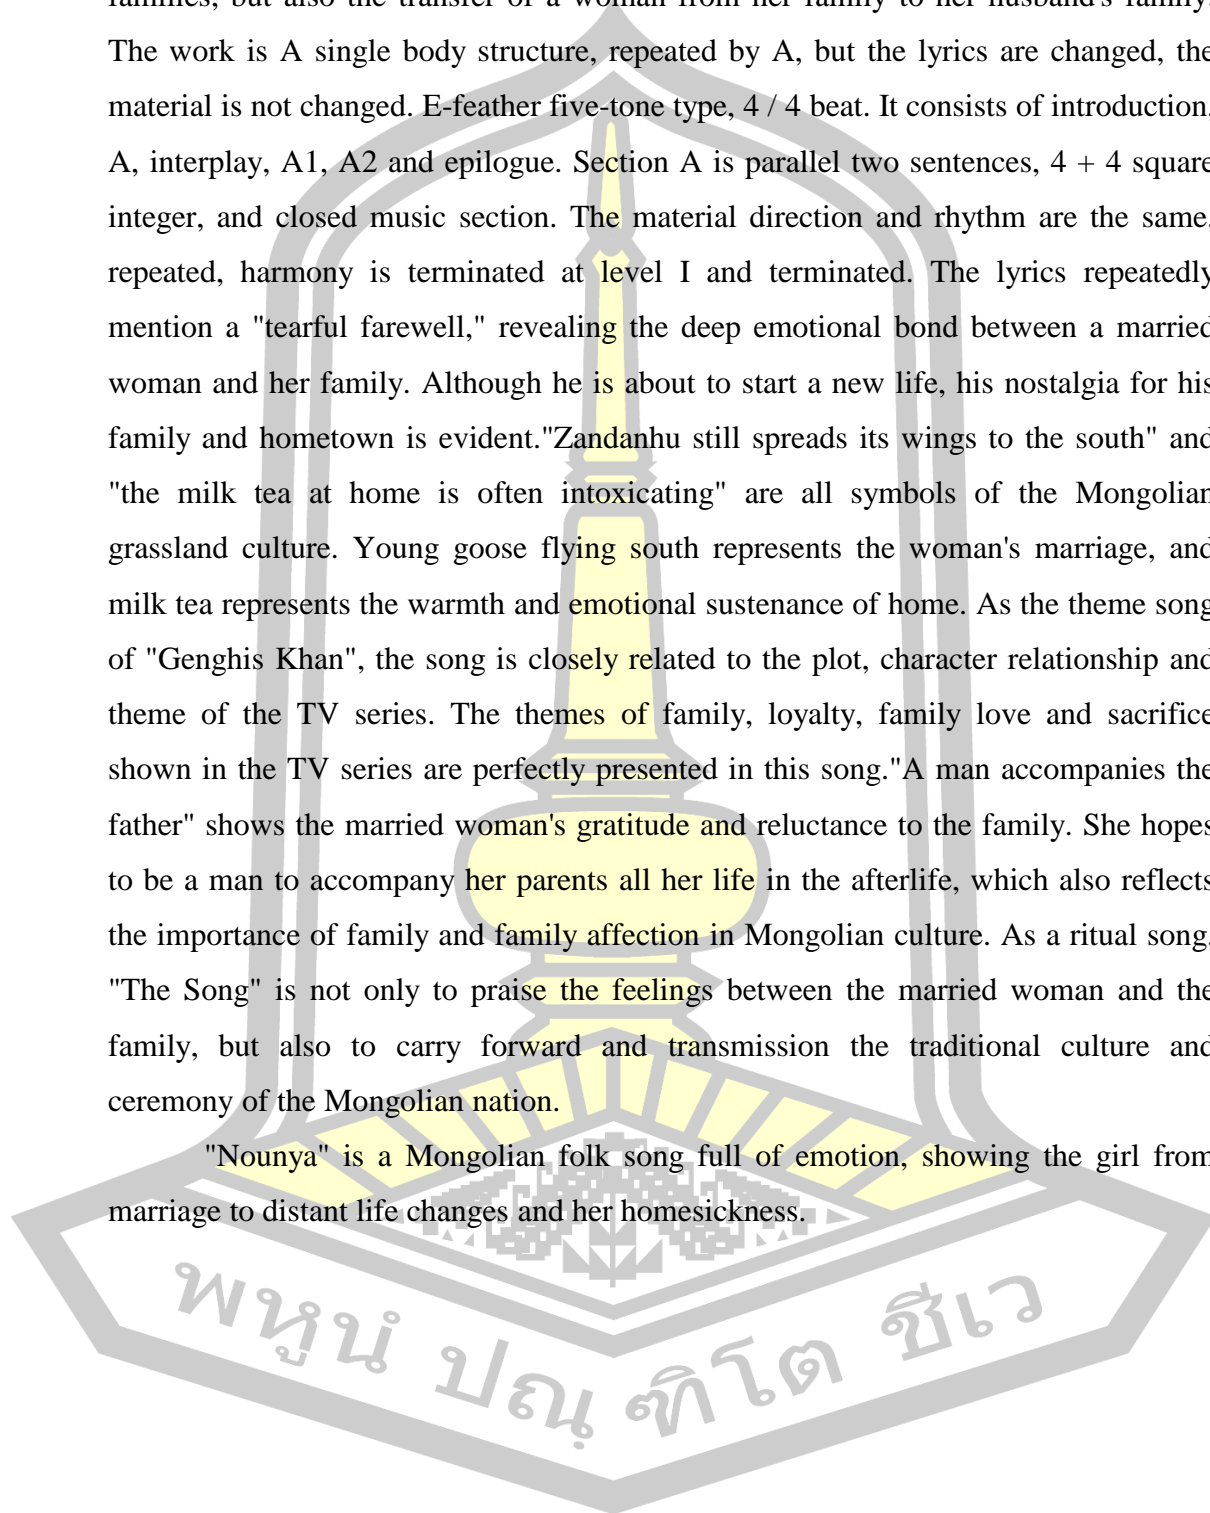 families, but also the transfer of a woman from her family to her husband's family.
The work is A single body structure, repeated by A, but the lyrics are changed, the
material is not changed. E-feather five-tone type, 4 / 4 beat. It consists of introduction,
A, interplay, A1, A2 and epilogue. Section A is parallel two sentences, 4 + 4 square
integer, and closed music section. The material direction and rhythm are the same,
repeated, harmony is terminated at level I and terminated. The lyrics repeatedly
mention a "tearful farewell," revealing the deep emotional bond between a married
woman and her family. Although he is about to start a new life, his nostalgia for his
family and hometown is evident."Zandanhu still spreads its wings to the south" and
"the milk tea at home is often intoxicating" are all symbols of the Mongolian
grassland culture. Young goose flying south represents the woman's marriage, and
milk tea represents the warmth and emotional sustenance of home. As the theme song
of "Genghis Khan", the song is closely related to the plot, character relationship and
theme of the TV series. The themes of family, loyalty, family love and sacrifice
shown in the TV series are perfectly presented in this song."A man accompanies the
father" shows the married woman's gratitude and reluctance to the family. She hopes
to be a man to accompany her parents all her life in the afterlife, which also reflects
the importance of family and family affection in Mongolian culture. As a ritual song,
"The Song" is not only to praise the feelings between the married woman and the
family, but also to carry forward and transmission the traditional culture and
ceremony of the Mongolian nation.
"Nounya" is a Mongolian folk song full of emotion, showing the girl from
marriage to distant life changes and her homesickness.
พหูนํ ปณฺฑิโต ชีเว